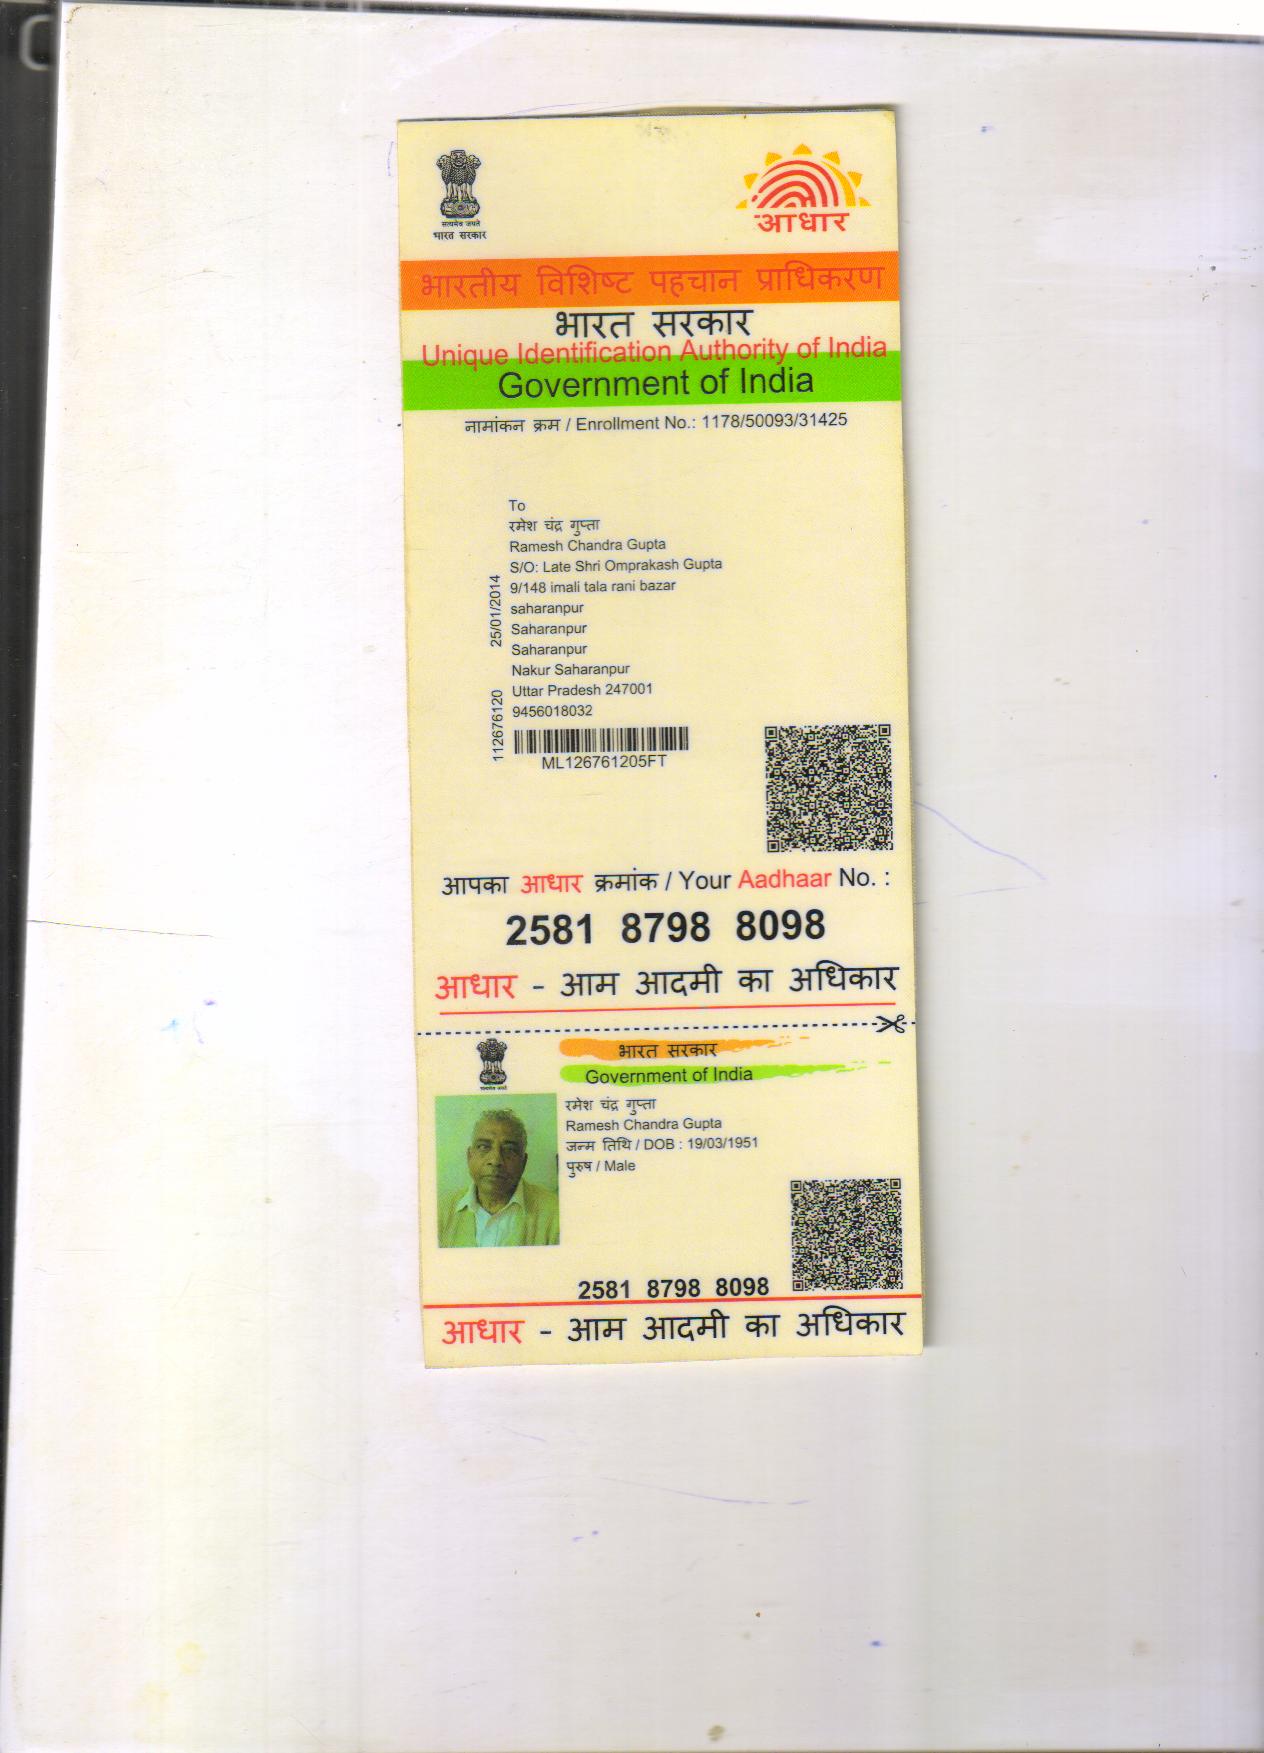 सत्यमेव जयते
भारत सरकार
आधार
भारतीय विशिष्ट पहचान प्राधिकरण
भारत सरकार
Unique Identification Authority of India
Government of India
नामांकन क्रम / Enrollment No.: 1178/50093/31425
To
रमेश चंद्र गुप्ता
Ramesh Chandra Gupta
S/O: Late Shri Omprakash Gupta
9/148 imali tala rani bazar
saharanpur
Saharanpur
Saharanpur
Nakur Saharanpur
Uttar Pradesh 247001
9456018032
112676120 25/01/2014
ML126761205FT
आपका आधार क्रमांक / Your Aadhaar No. :
2581 8798 8098
आधार - आम आदमी का अधिकार
भारत सरकार
Government of India
रमेश चंद्र गुप्ता
Ramesh Chandra Gupta
जन्म तिथि / DOB : 19/03/1951
पुरुष / Male
2581 8798 8098
आधार - आम आदमी का अधिकार